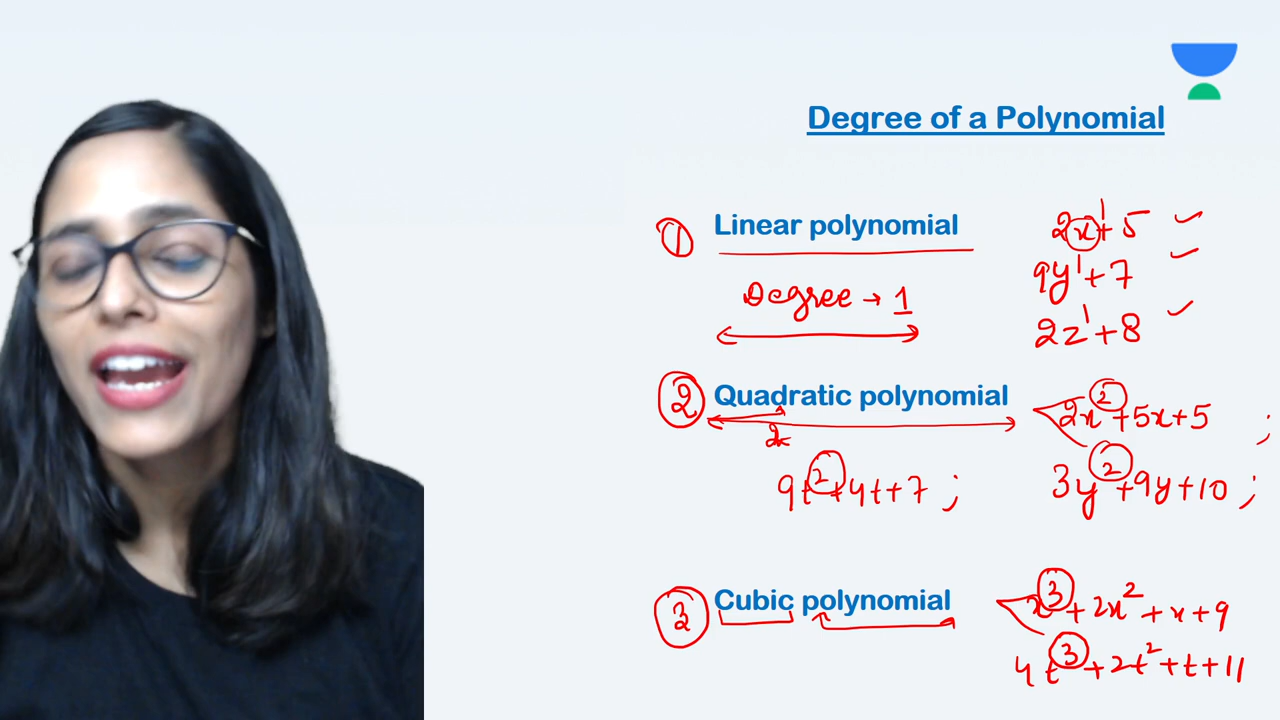 Degree of a Polynomial
① Linear polynomial
2x¹+5
9y¹+7
Degree → 1
2z¹+8
② Quadratic polynomial
2x²+5x+5 ;
9t²+4t+7 ;
3y²+9y+10 ;
③ Cubic polynomial
x³+2x²+x+9
4t³+2t²+t+11